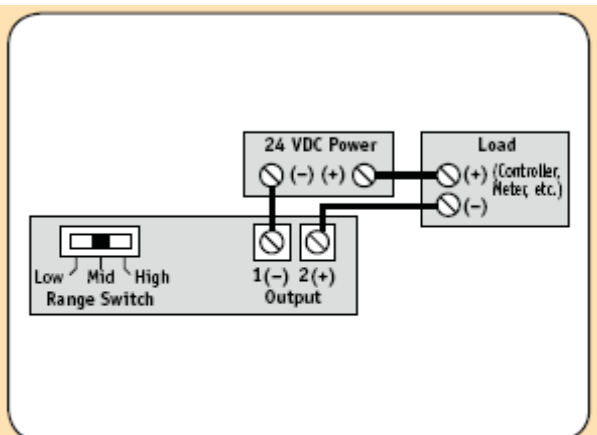 24 VDC Power
(–) (+)
Load
(+) (Controller,
Meter, etc.)
(–)
Low Mid High
Range Switch
1(–) 2(+)
Output